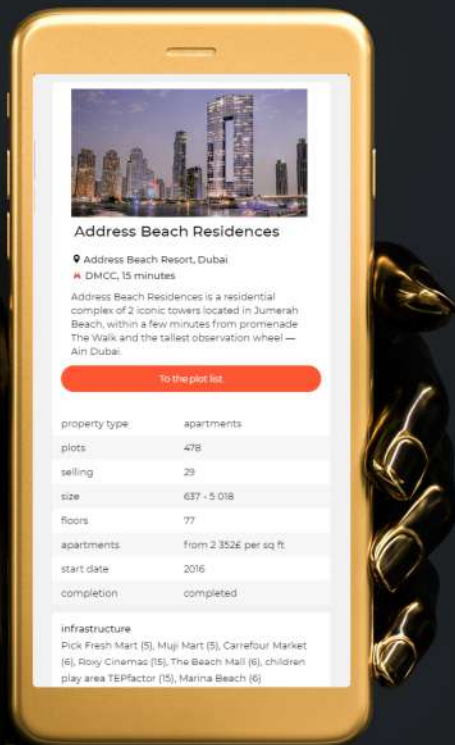 Address Beach Residences
Address Beach Resort, Dubai
DMCC, 15 minutes
Address Beach Residences is a residential
complex of 2 iconic towers located in Jumerah
Beach, within a few minutes from promenade
The Walk and the tallest observation wheel —
Ain Dubai.
To the plot list
property type apartments
plots 478
selling 29
size 637 - 5 018
floors 77
apartments from 2 352£ per sq ft
start date 2016
completion completed
infrastructure
Pick Fresh Mart (5), Muji Mart (5), Carrefour Market
(6), Roxy Cinemas (15), The Beach Mall (6), children
play area TEPfactor (15), Marina Beach (6)